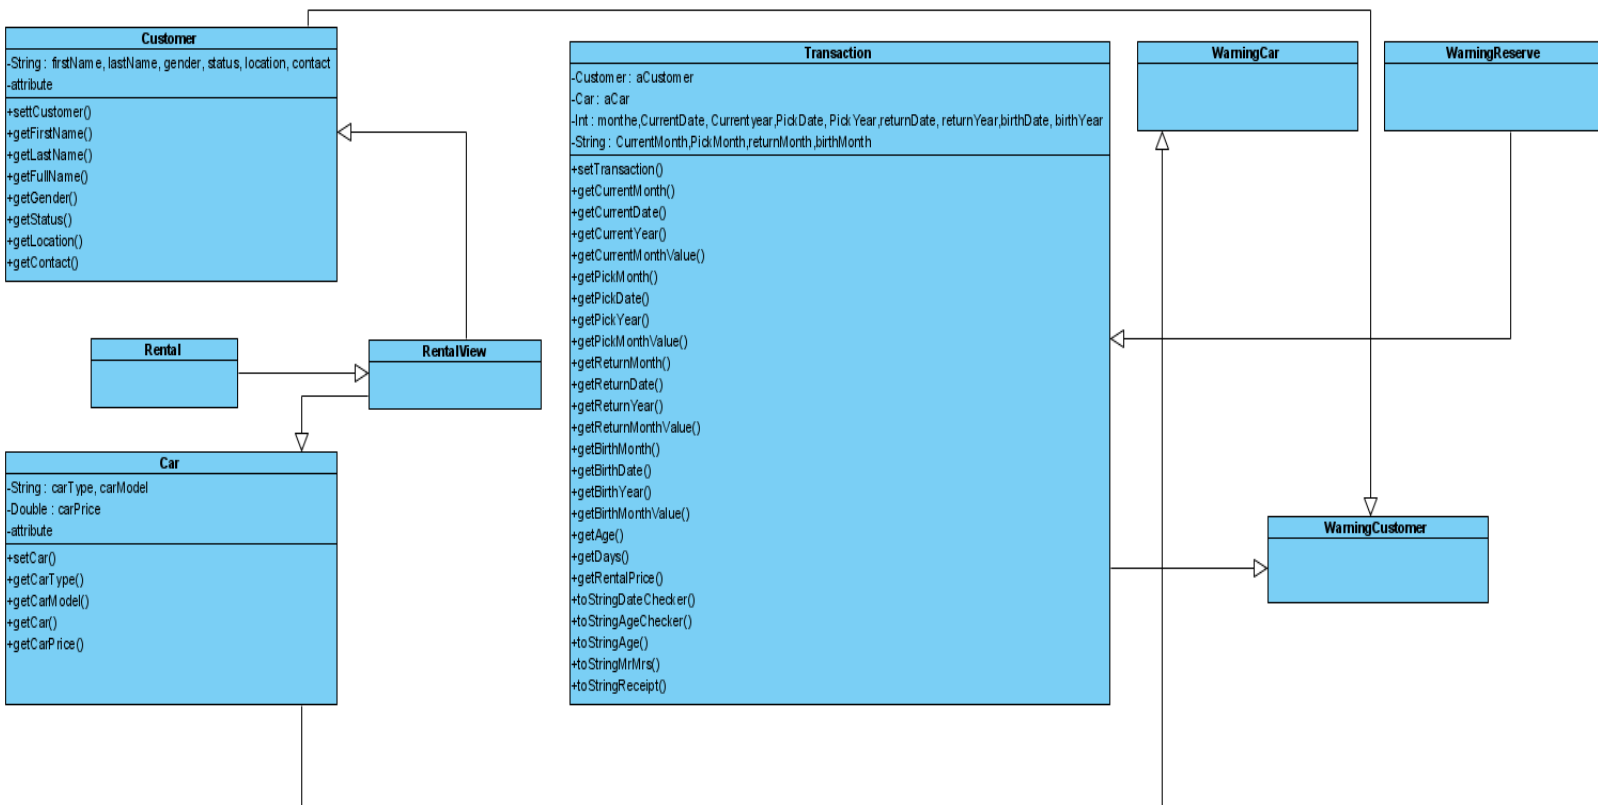 Customer
-String : firstName, lastName, gender, status, location, contact
-attribute
+settCustomer()
+getFirstName()
+getLastName()
+getFullName()
+getGender()
+getStatus()
+getLocation()
+getContact()
Transaction
-Customer : aCustomer
-Car : aCar
-Int : monthe,CurrentDate, Currentyear,PickDate, PickYear,returnDate, returnYear,birthDate, birthYear
-String : CurrentMonth,PickMonth,returnMonth,birthMonth
+setTransaction()
+getCurrentMonth()
+getCurrentDate()
+getCurrentYear()
+getCurrentMonthValue()
+getPickMonth()
+getPickDate()
+getPickYear()
+getPickMonthValue()
+getReturnMonth()
+getReturnDate()
+getReturnYear()
+getReturnMonthValue()
+getBirthMonth()
+getBirthDate()
+getBirthYear()
+getBirthMonthValue()
+getAge()
+getDays()
+getRentalPrice()
+toStringDateChecker()
+toStringAgeChecker()
+toStringAge()
+toStringMrMrs()
+toStringReceipt()
WarningCar
WarningReserve
Rental
RentalView
Car
-String : carType, carModel
-Double : carPrice
-attribute
+setCar()
+getCarType()
+getCarModel()
+getCar()
+getCarPrice()
WarningCustomer